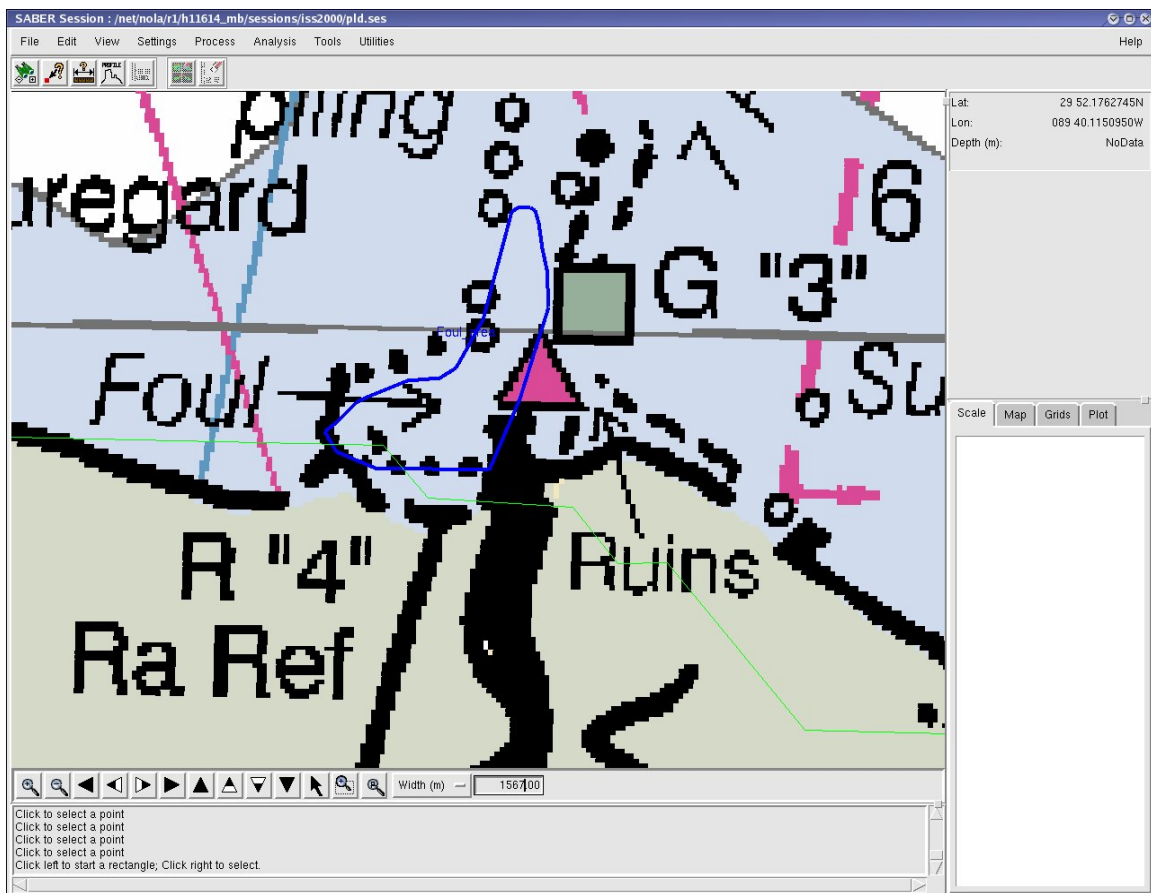 SABER Session : /net/nola/r1/h11614_mb/sessions/iss2000/pld.ses
File Edit View Settings Process Analysis Tools Utilities Help
PROFILE
Lat: 29 52.1762745N
Lon: 089 40.1150950W
Depth (m): NoData
piling
uregard
6
G "3"
Foul
Su
R "4"
Ra Ref
Ruins
Scale Map Grids Plot
Width (m) 1567.00
Click to select a point
Click to select a point
Click to select a point
Click to select a point
Click left to start a rectangle; Click right to select.